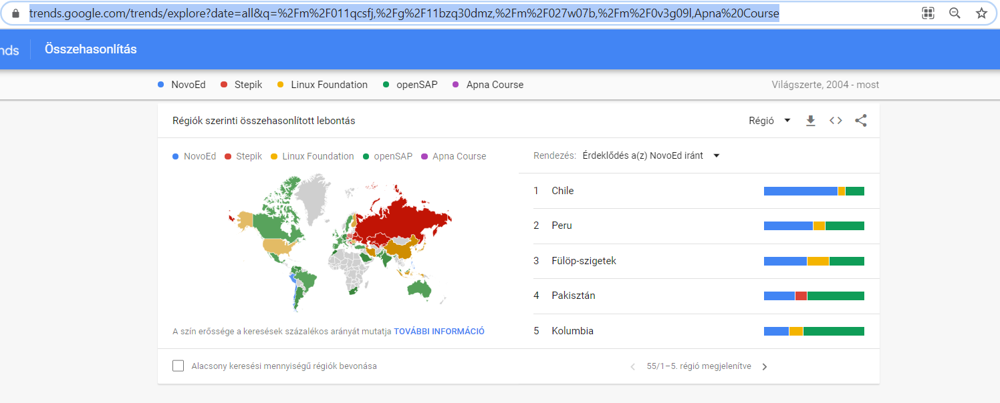 trends.google.com/trends/explore?date=all&q=%2Fm%2F011qcsfj,%2Fg%2F11bzq30dmz,%2Fm%2F027w07b,%2Fm%2F0v3g09l,Apna%20Course
nds Összehasonlítás
NovoEd Stepik Linux Foundation openSAP Apna Course Világszerte, 2004 - most
Régiók szerinti összehasonlított lebontás Régió
NovoEd Stepik Linux Foundation openSAP Apna Course
Rendezés: Érdeklődés a(z) NovoEd iránt
1 Chile
2 Peru
3 Fülöp-szigetek
4 Pakisztán
5 Kolumbia
A szín erőssége a keresések százalékos arányát mutatja TOVÁBBI INFORMÁCIÓ
Alacsony keresési mennyiségű régiók bevonása
55/1–5. régió megjelenítve